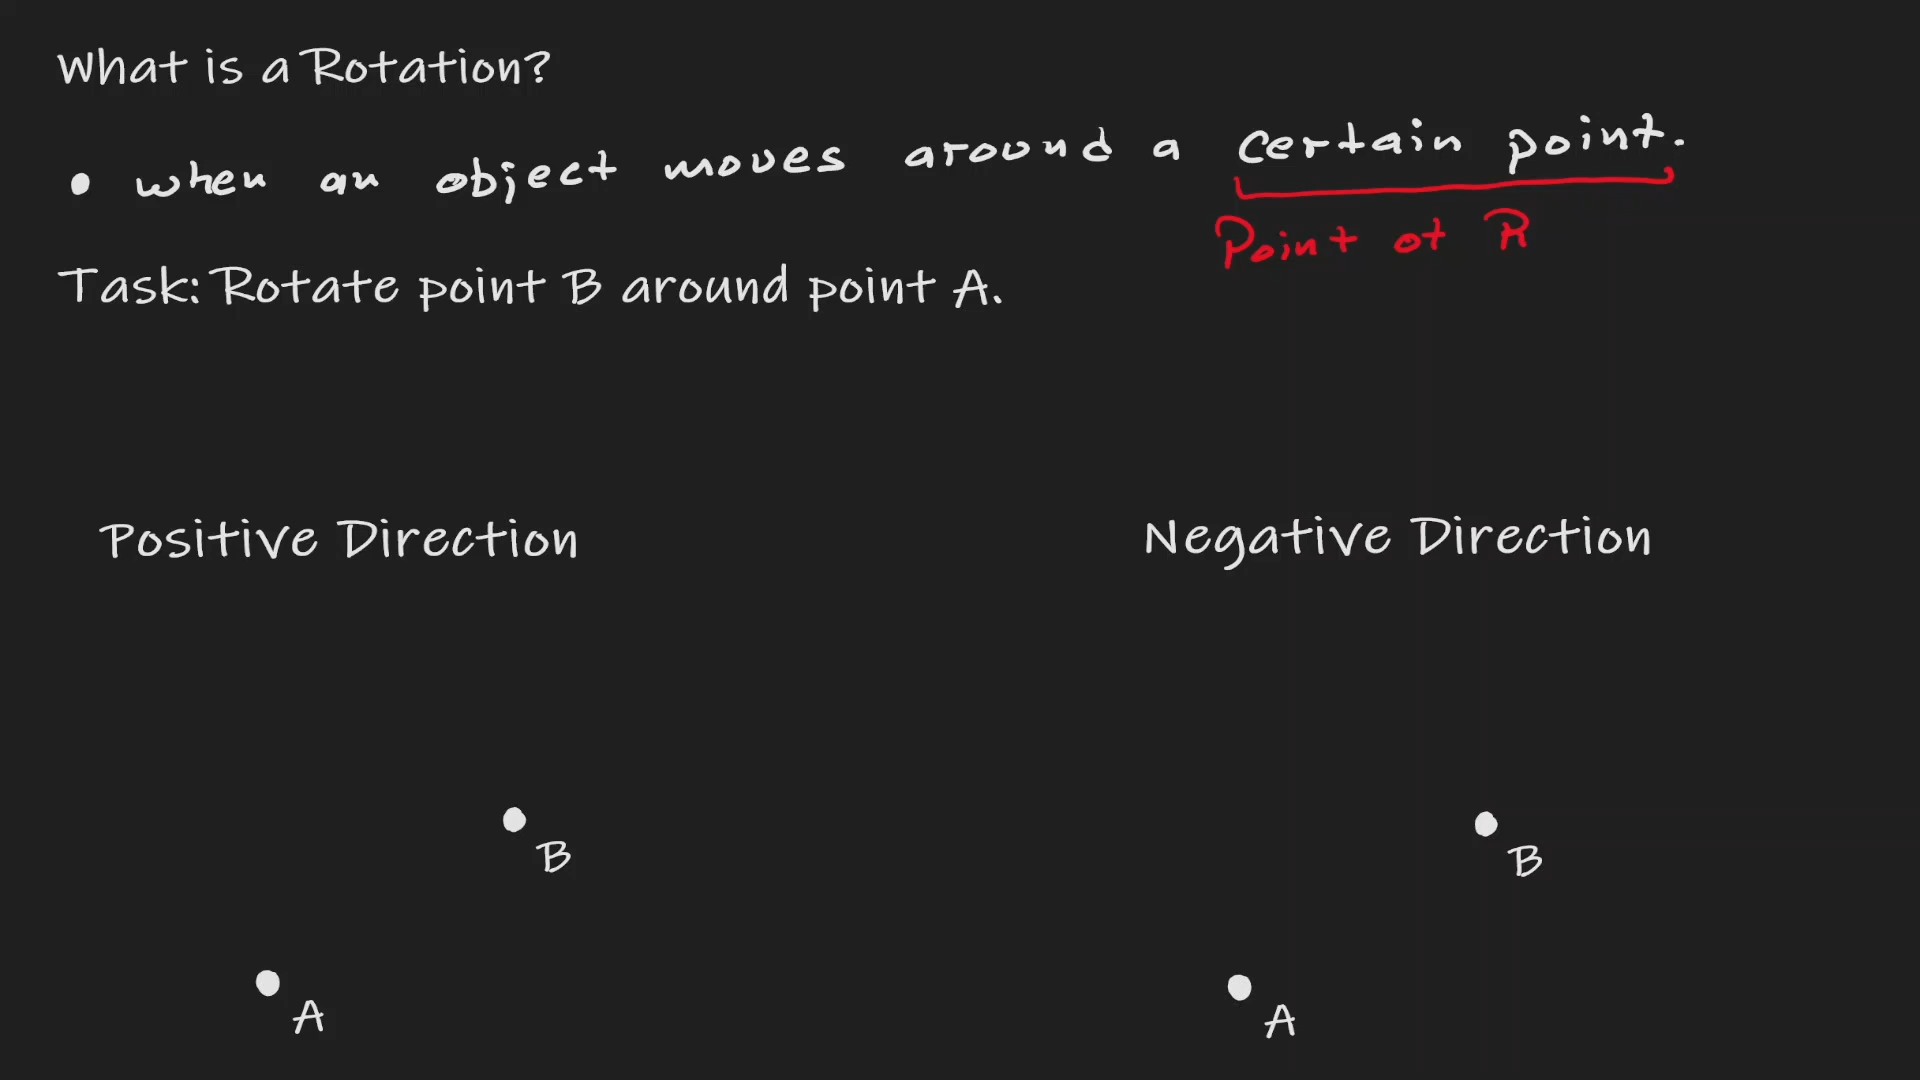 What is a Rotation?
• when an object moves around a certain point.
Point of R
Task: Rotate point B around point A.
Positive Direction
Negative Direction
B
B
A
A